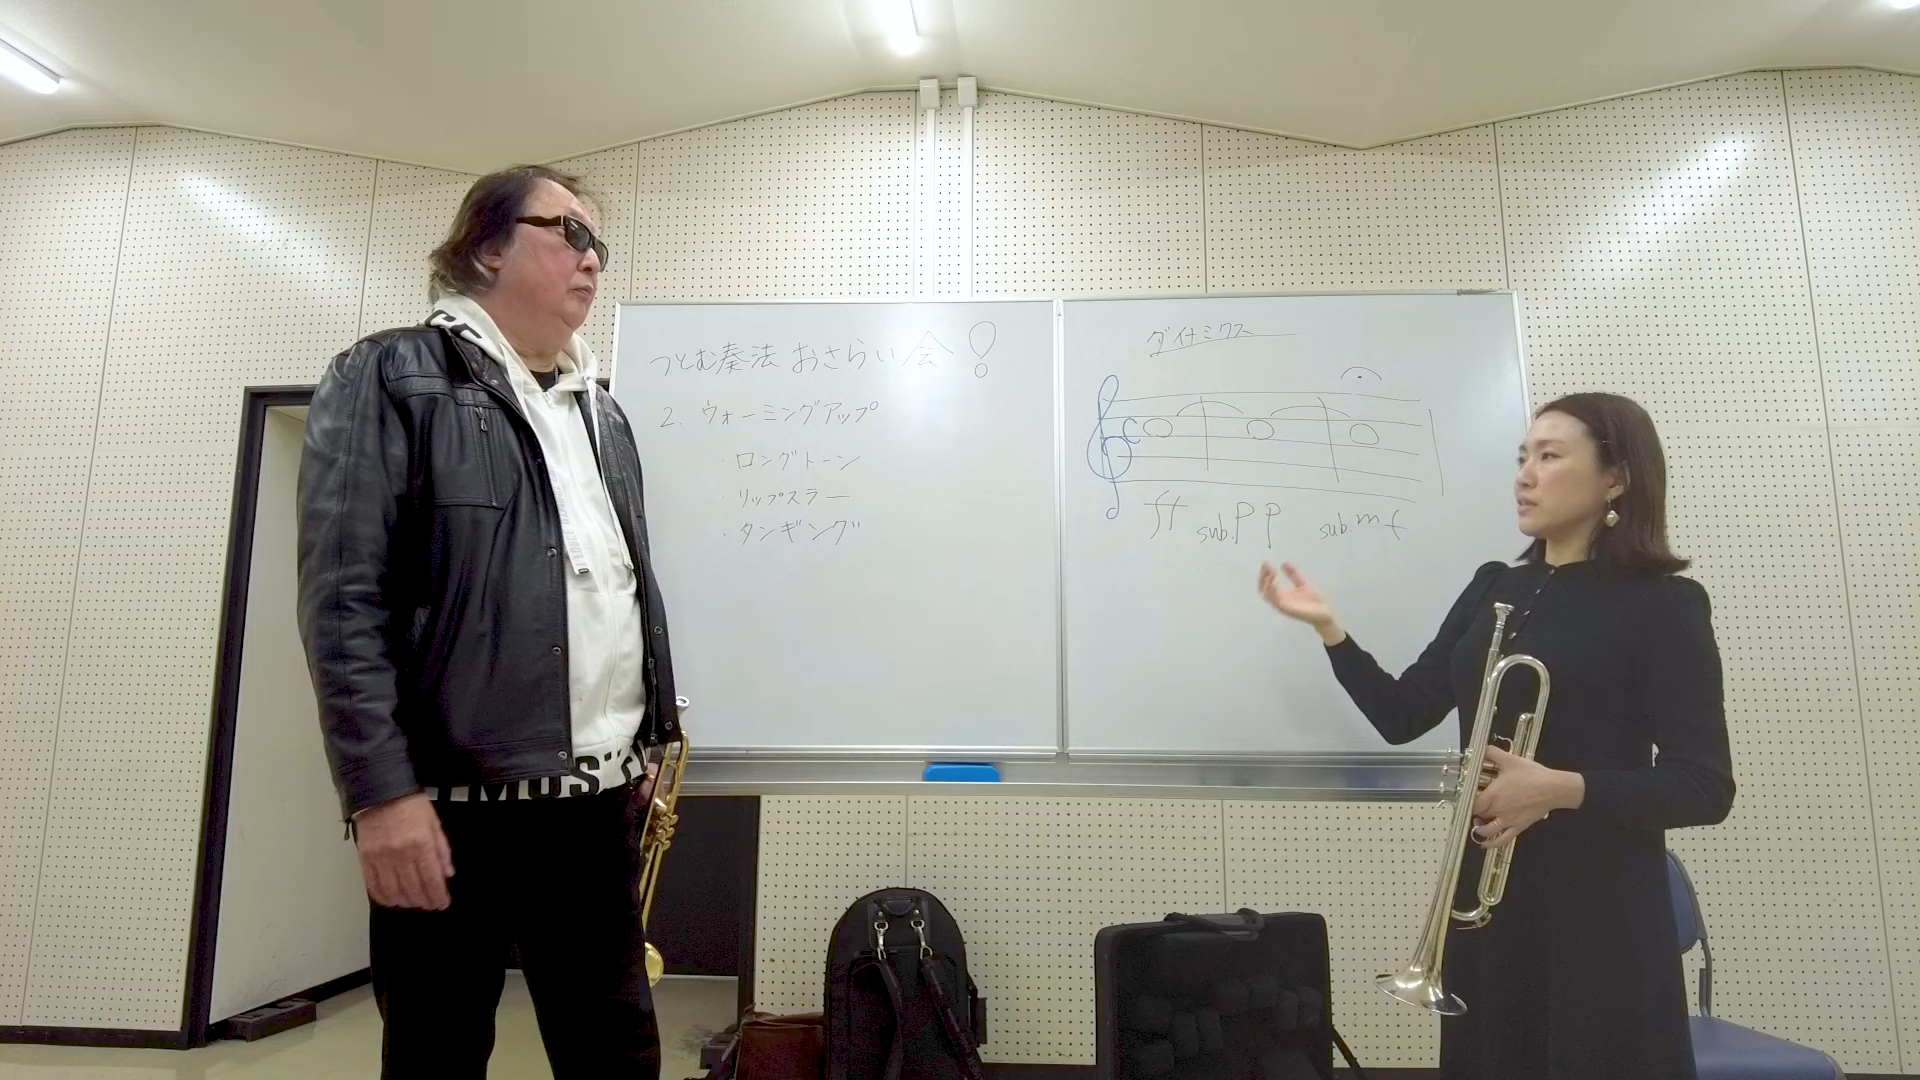 つとむ奏法 おさらい会!
2. ウォーミングアップ
・ロングトーン
・リップスラー
・タンギング
ダイナミクス
C
ff sub.pp sub.mf